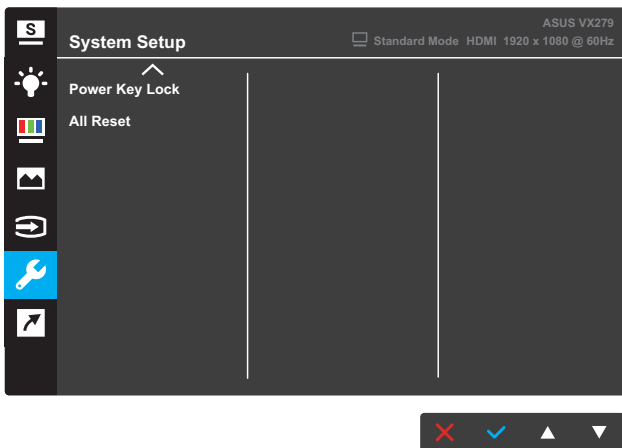 S
ASUS VX279
System Setup
Standard Mode HDMI 1920 x 1080 @ 60Hz
Power Key Lock
All Reset